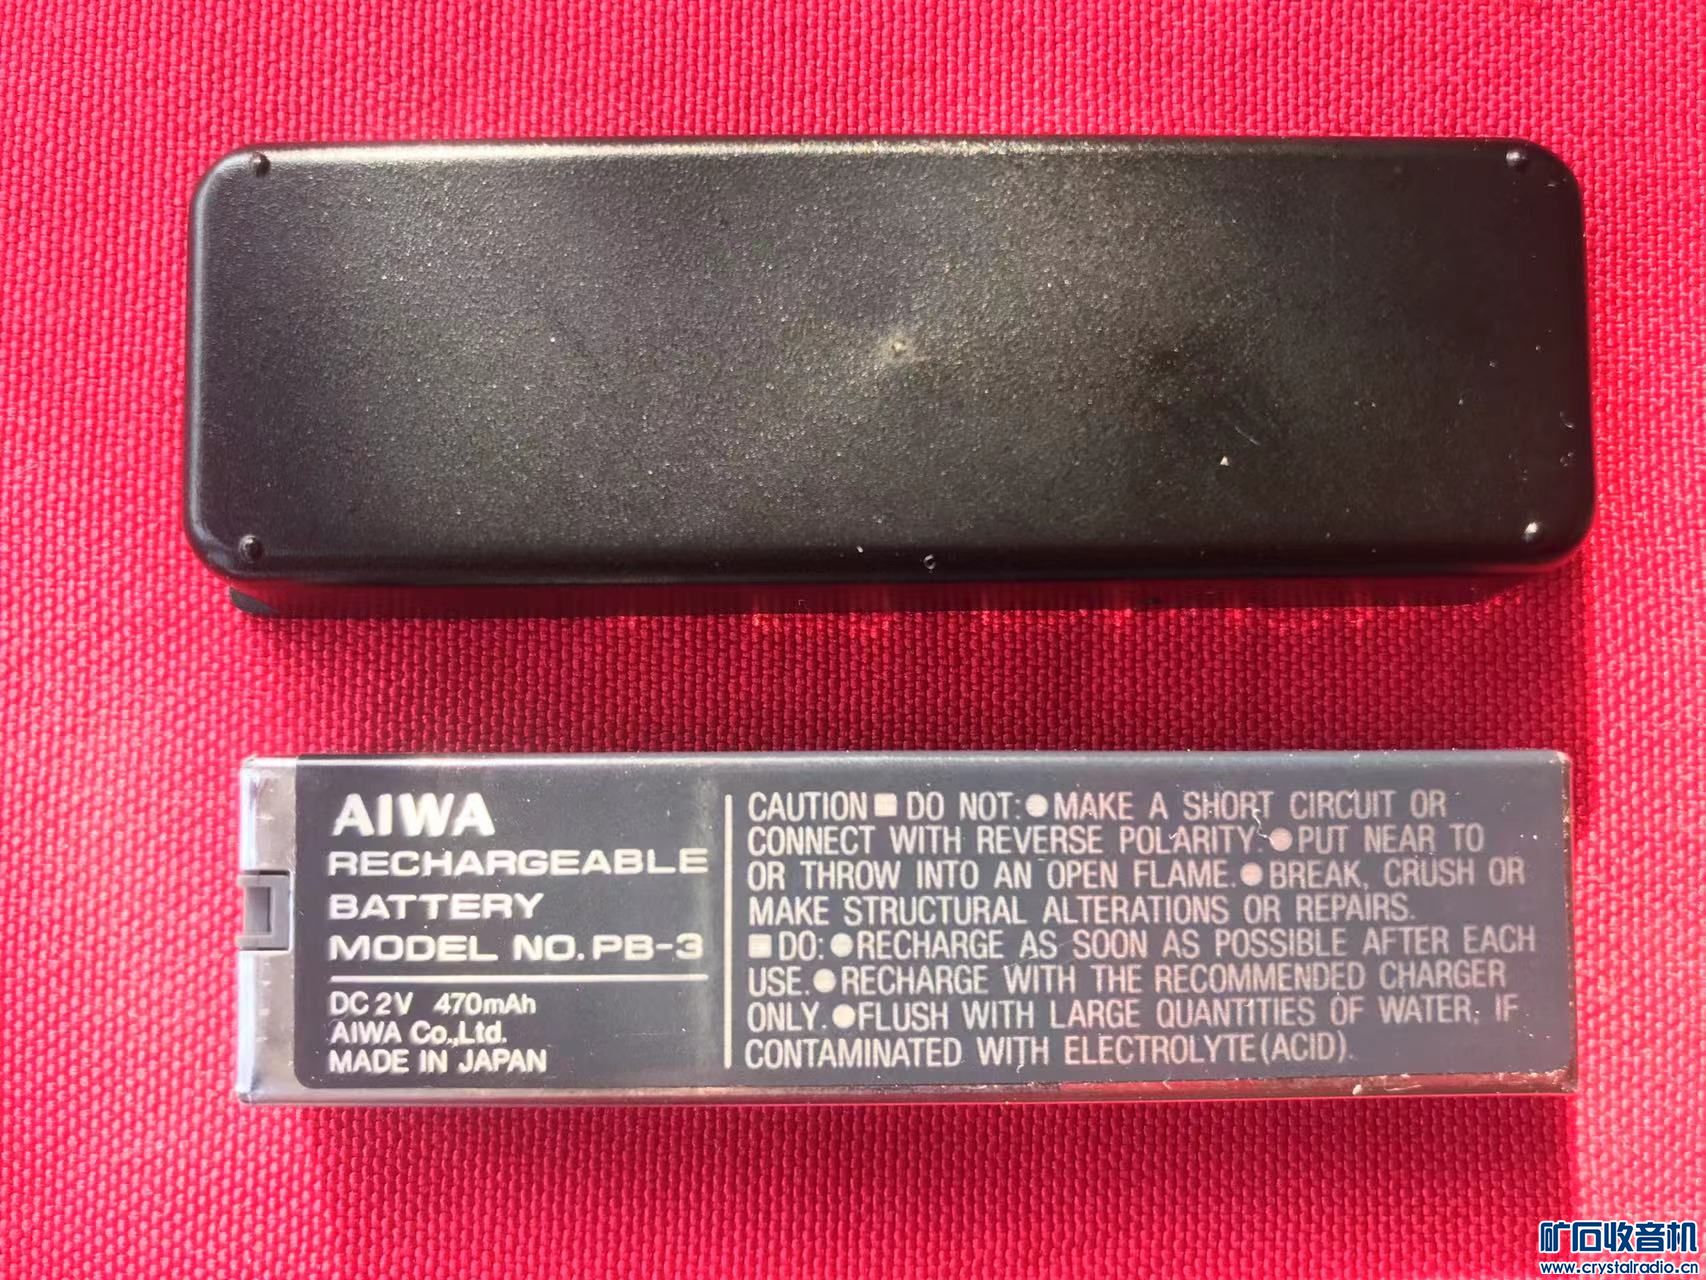 AIWA
RECHARGEABLE
BATTERY
MODEL NO. PB-3
DC 2V 470mAh
AIWA Co.,Ltd.
MADE IN JAPAN
CAUTION ■ DO NOT: ●MAKE A SHORT CIRCUIT OR
CONNECT WITH REVERSE POLARITY. ●PUT NEAR TO
OR THROW INTO AN OPEN FLAME. ●BREAK, CRUSH OR
MAKE STRUCTURAL ALTERATIONS OR REPAIRS.
■ DO: ●RECHARGE AS SOON AS POSSIBLE AFTER EACH
USE. ●RECHARGE WITH THE RECOMMENDED CHARGER
ONLY. ●FLUSH WITH LARGE QUANTITIES OF WATER, IF
CONTAMINATED WITH ELECTROLYTE (ACID).
矿石收音机
www.crystalradio.cn